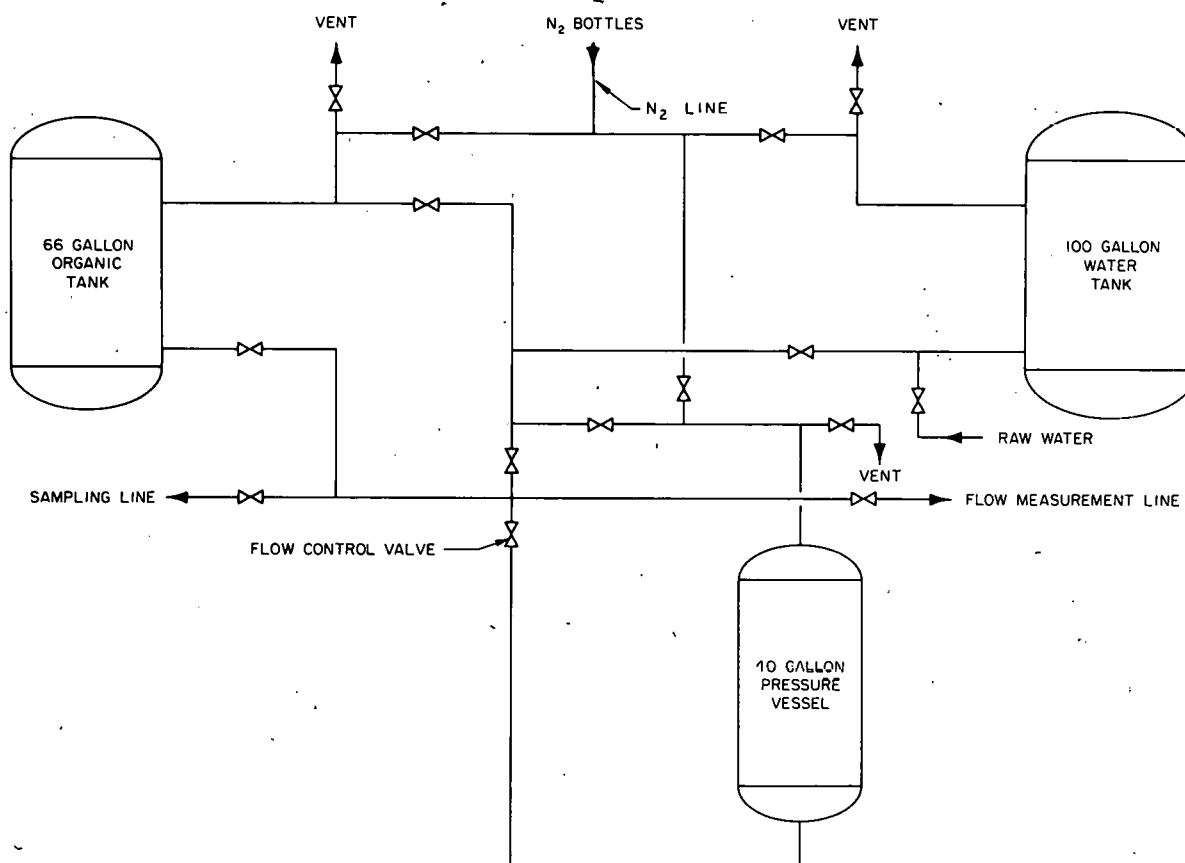 VENT
N₂ BOTTLES
VENT
N₂ LINE
66 GALLON
ORGANIC
TANK
100 GALLON
WATER
TANK
RAW WATER
VENT
SAMPLING LINE
FLOW MEASUREMENT LINE
FLOW CONTROL VALVE
10 GALLON
PRESSURE
VESSEL